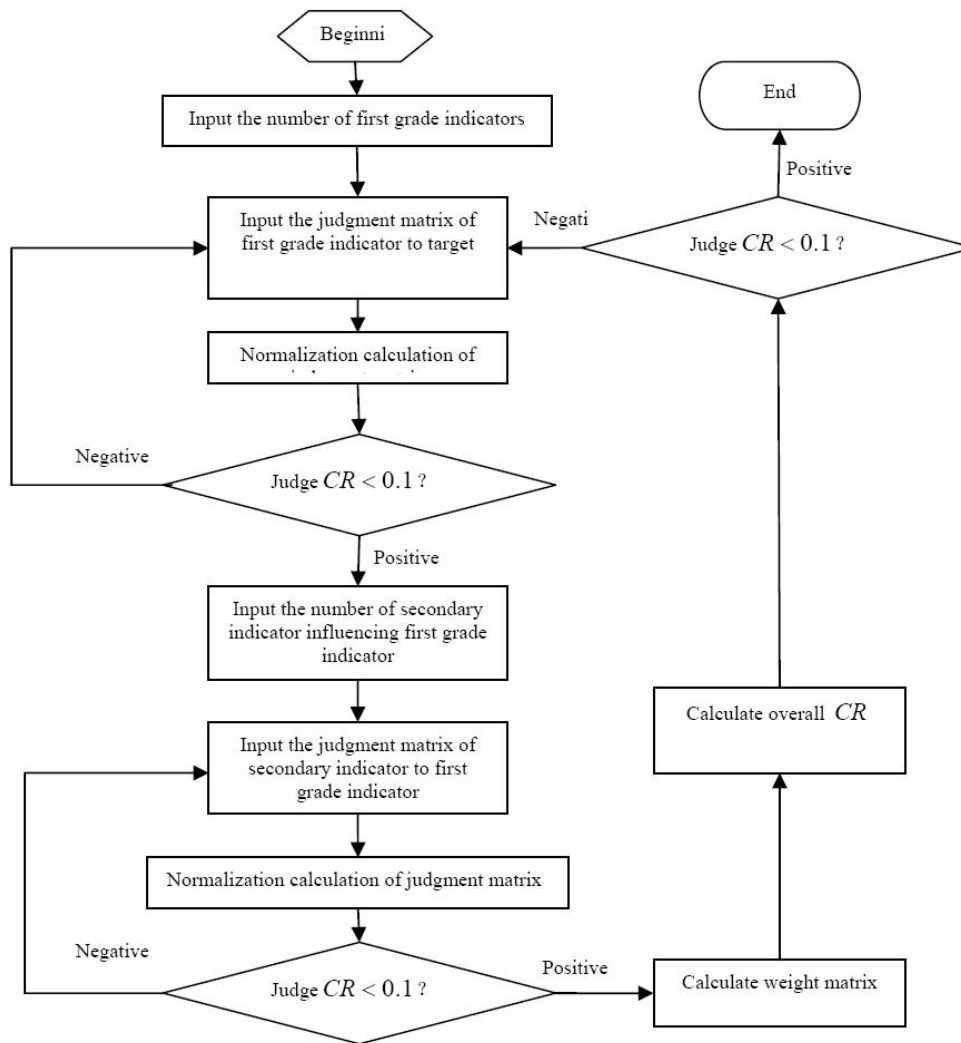 Beginni
Input the number of first grade indicators
Input the judgment matrix of
first grade indicator to target
Normalization calculation of
Judge CR < 0.1 ?
Negative
Positive
Input the number of secondary
indicator influencing first grade
indicator
Input the judgment matrix of
secondary indicator to first
grade indicator
Normalization calculation of judgment matrix
Judge CR < 0.1 ?
Negative
Positive
Calculate weight matrix
Calculate overall CR
Judge CR < 0.1 ?
Negati
Positive
End